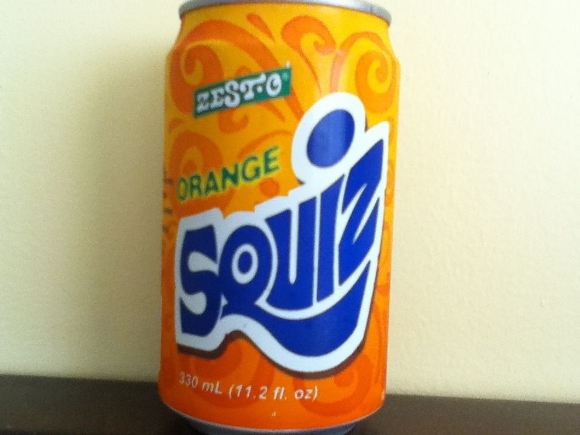 ZEST-O®
ORANGE
SQUIZ
330 mL (11.2 fl. oz)